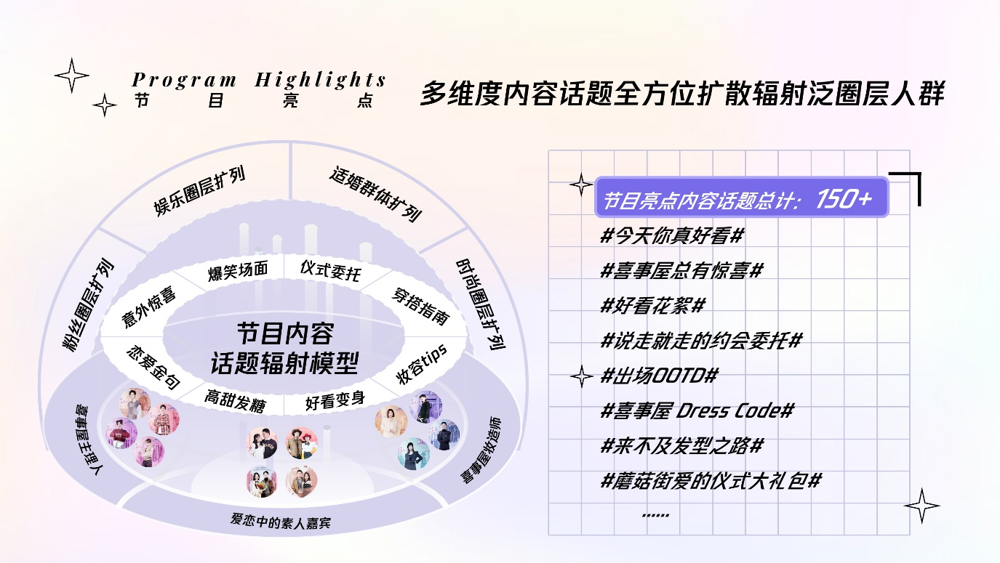 Program Highlights
节目亮点
多维度内容话题全方位扩散辐射泛圈层人群
粉丝圈层扩列
娱乐圈层扩列
适婚群体扩列
时尚圈层扩列
意外惊喜
爆笑场面
仪式委托
穿搭指南
恋爱金句
高甜发糖
好看变身
妆容tips
节目内容
话题辐射模型
喜事屋主理人
爱恋中的素人嘉宾
喜事屋妆造师
节目亮点内容话题总计：150+
#今天你真好看#
#喜事屋总有惊喜#
#好看花絮#
#说走就走的约会委托#
#出场OOTD#
#喜事屋 Dress Code#
#来不及发型之路#
#蘑菇街爱的仪式大礼包#
......